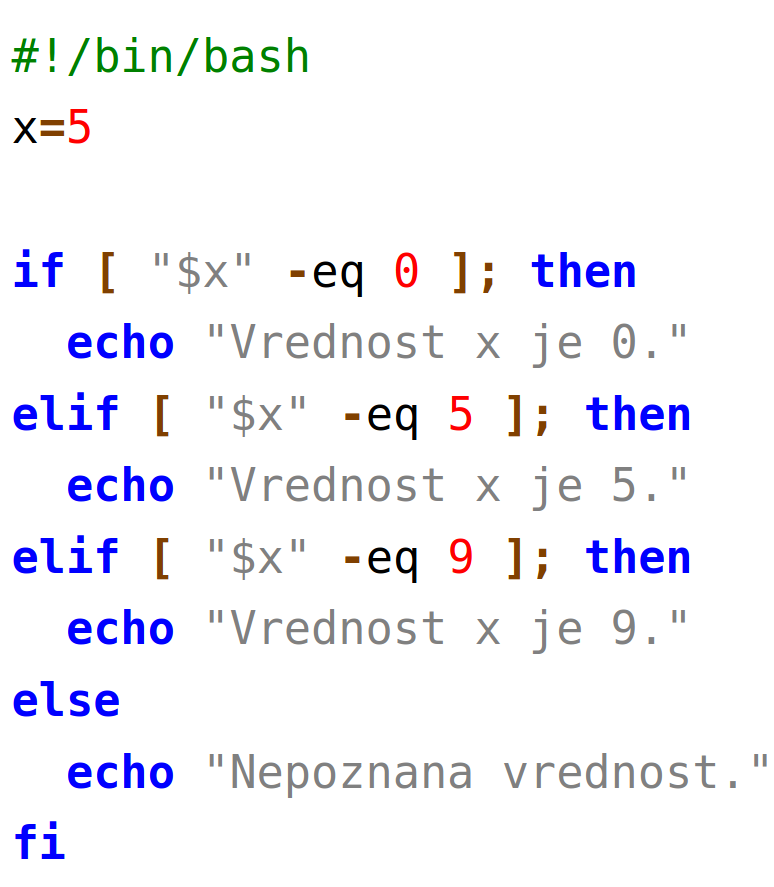 #!/bin/bash
x=5
if [ "$x" -eq 0 ]; then
  echo "Vrednost x je 0."
elif [ "$x" -eq 5 ]; then
  echo "Vrednost x je 5."
elif [ "$x" -eq 9 ]; then
  echo "Vrednost x je 9."
else
  echo "Nepoznana vrednost."
fi